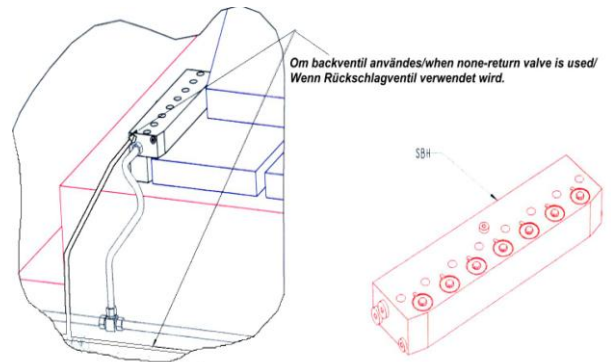 Om backventil användes/when none-return valve is used/
Wenn Rückschlagventil verwendet wird.
SBH